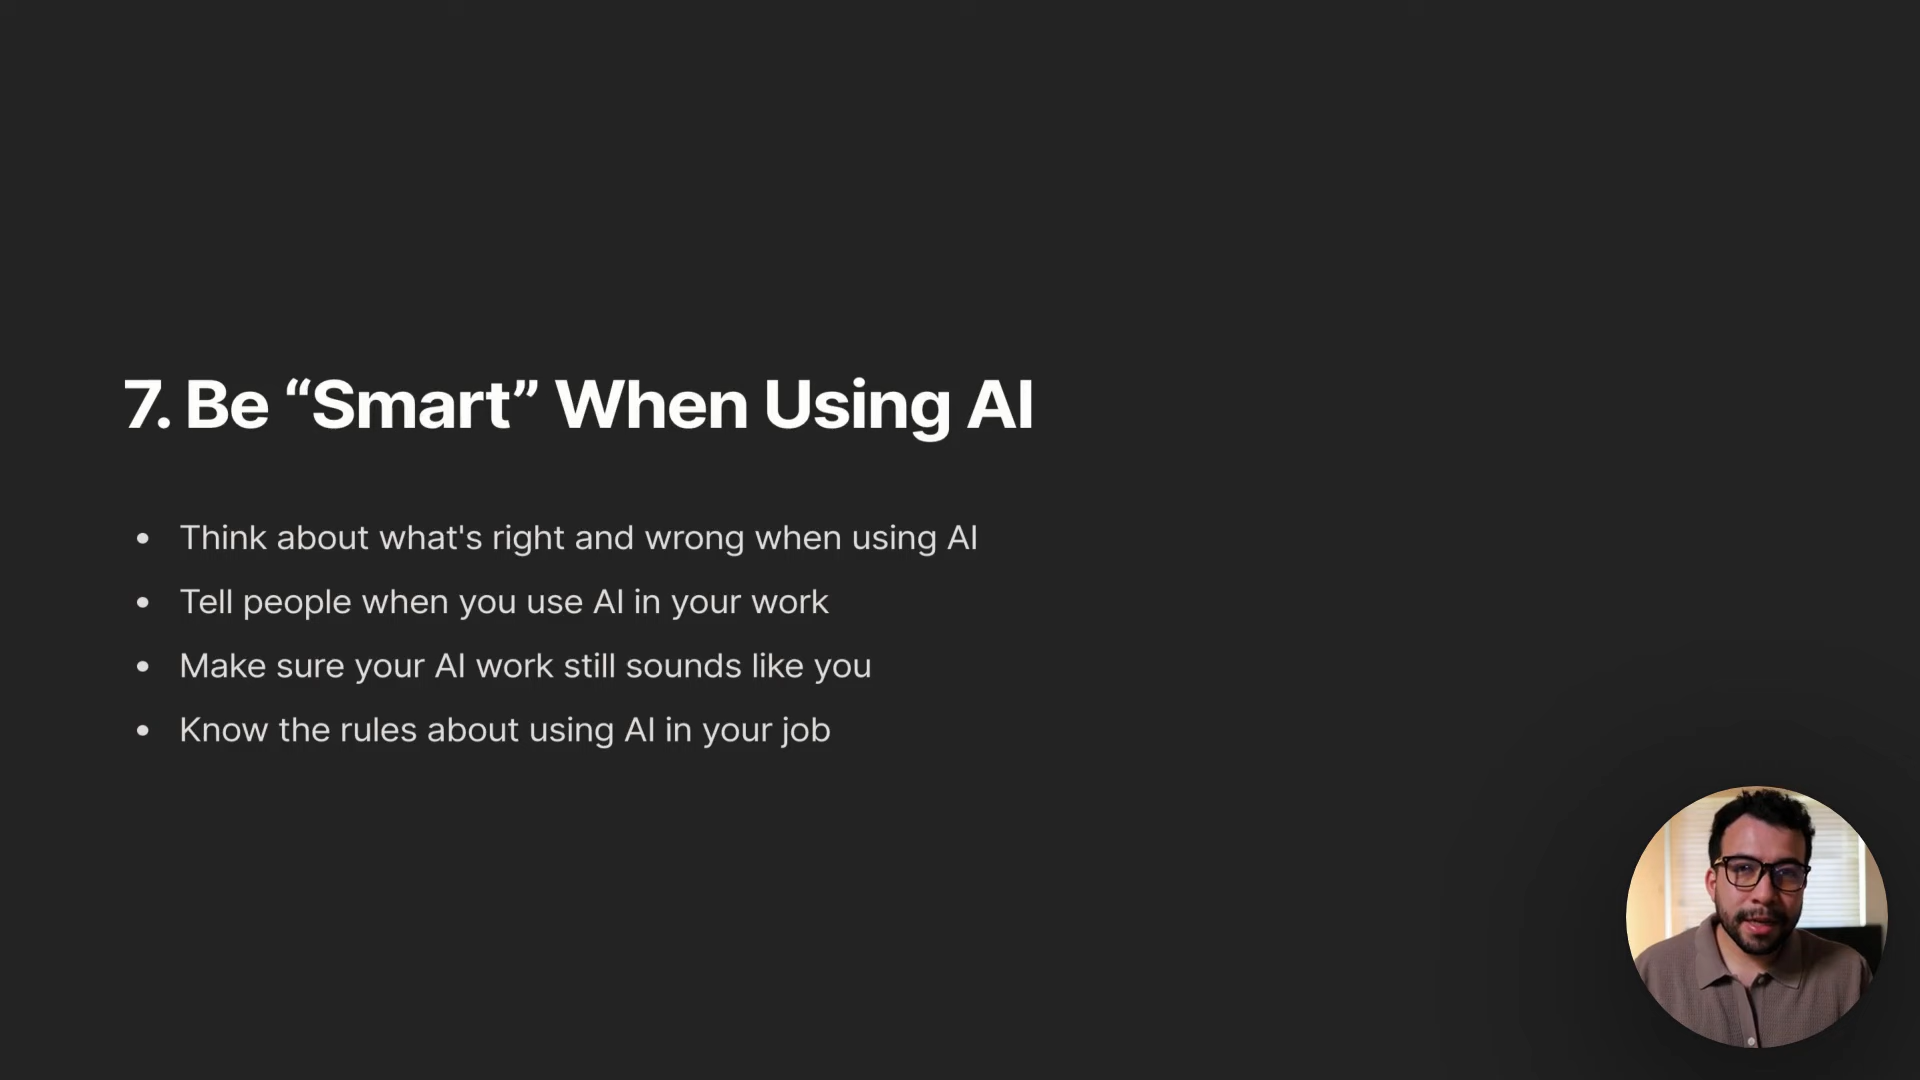 7. Be “Smart” When Using AI
• Think about what's right and wrong when using AI
• Tell people when you use AI in your work
• Make sure your AI work still sounds like you
• Know the rules about using AI in your job